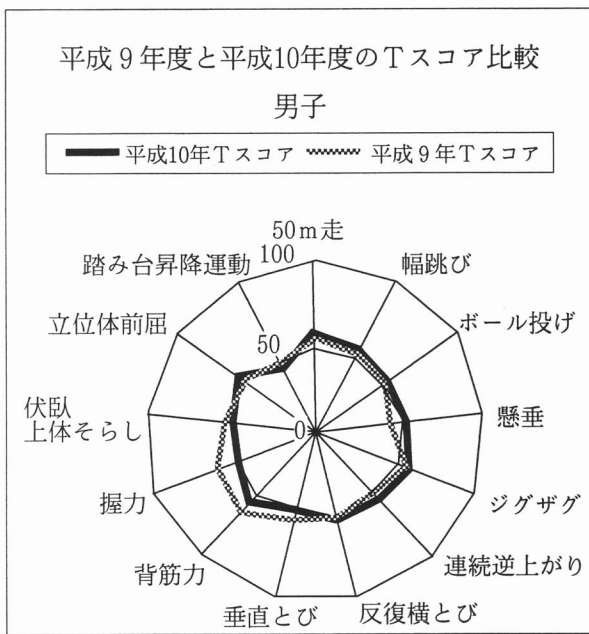 平成９年度と平成10年度のＴスコア比較
男子
平成10年Ｔスコア 平成９年Ｔスコア
50ｍ走
100
踏み台昇降運動
幅跳び
立位体前屈
ボール投げ
50
伏臥
上体そらし
0
懸垂
握力
ジグザグ
背筋力
連続逆上がり
垂直とび
反復横とび